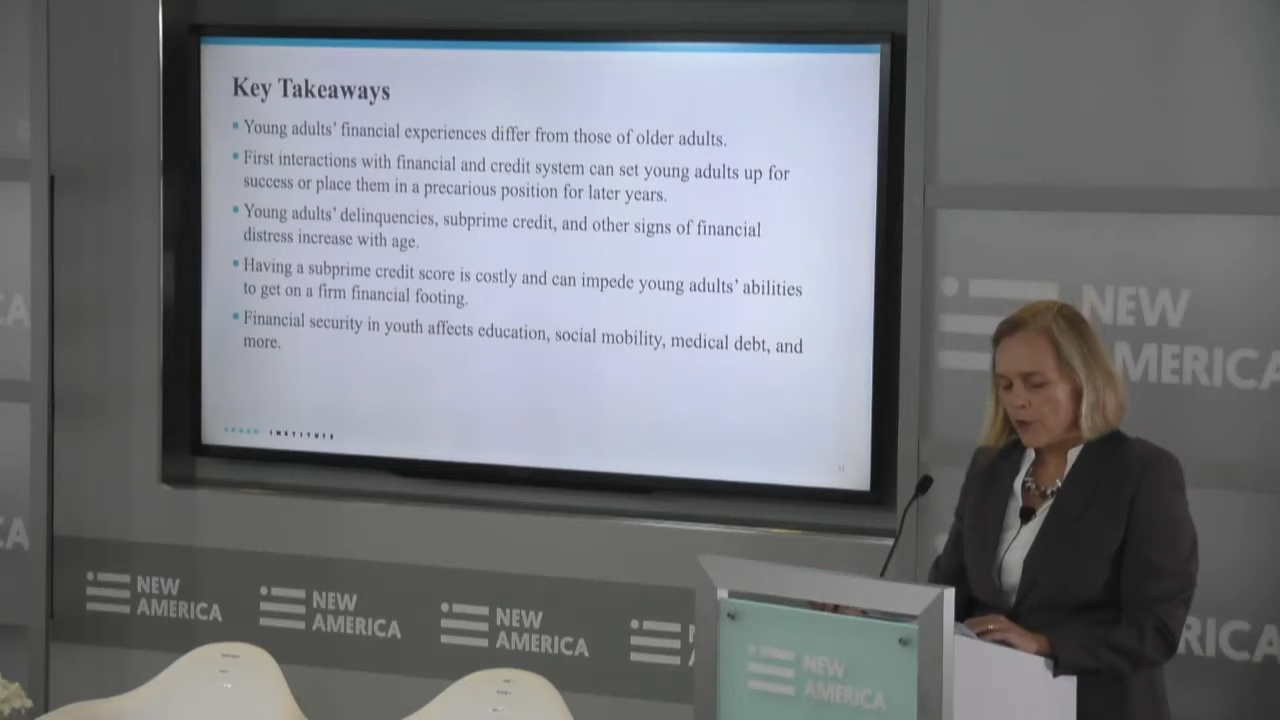 Key Takeaways
Young adults' financial experiences differ from those of older adults.
First interactions with financial and credit system can set young adults up for
success or place them in a precarious position for later years.
Young adults' delinquencies, subprime credit, and other signs of financial
distress increase with age.
Having a subprime credit score is costly and can impede young adults' abilities
to get on a firm financial footing.
Financial security in youth affects education, social mobility, medical debt, and
more.
INSTITUTE
NEW
AMERICA
NEW
AMERICA
NEW
AMERICA
NEW
AMERICA
NEW
AMERICA
CA
CA
RICA